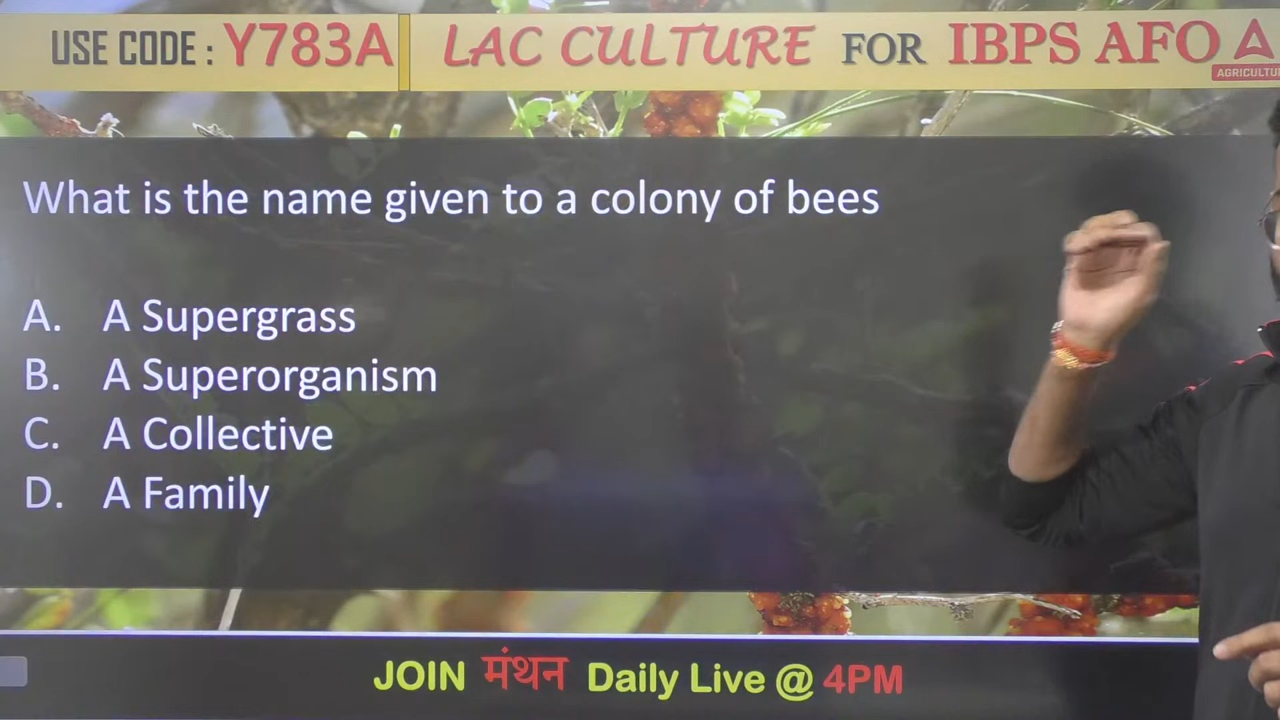 USE CODE : Y783A
LAC CULTURE FOR IBPS AFO
What is the name given to a colony of bees
A. A Supergrass
B. A Superorganism
C. A Collective
D. A Family
JOIN मंथन Daily Live @ 4PM